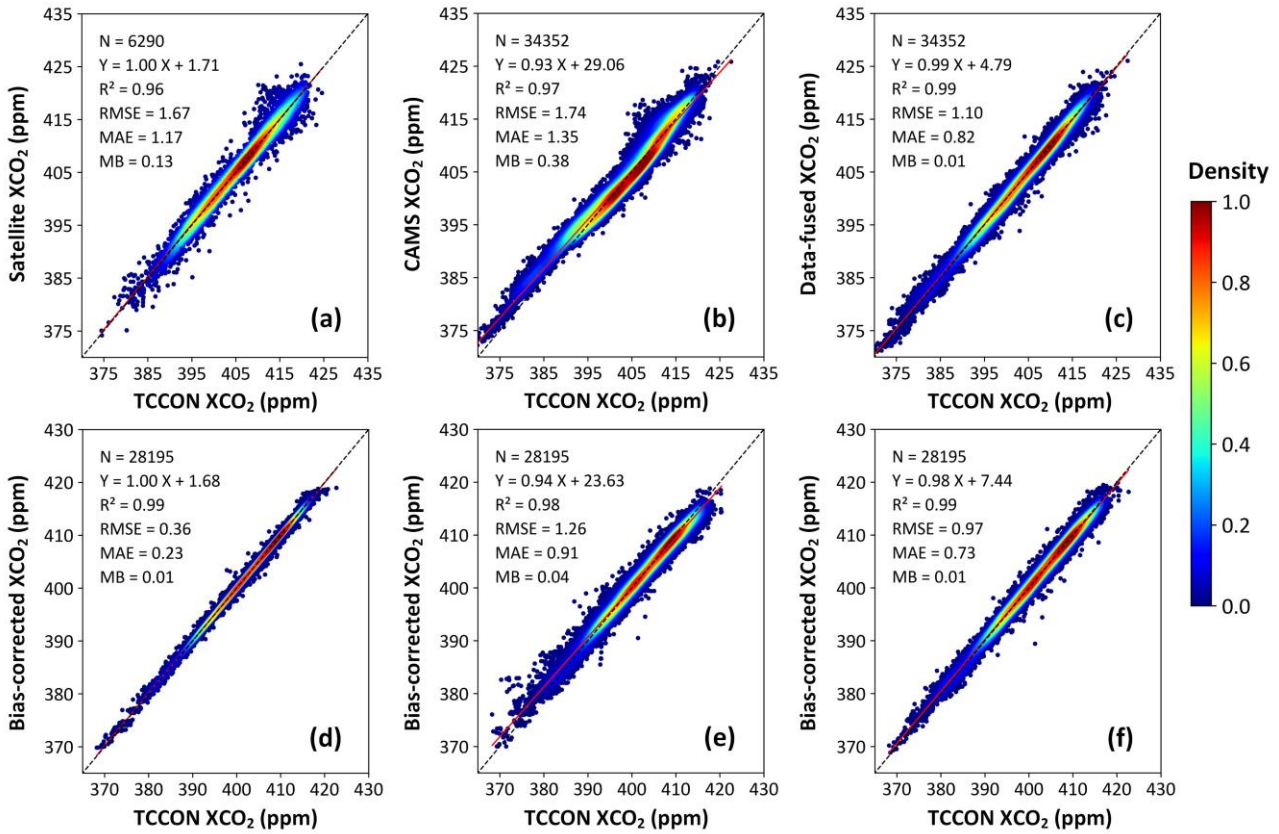 435
425
415
405
395
385
375
Satellite XCO₂ (ppm)
N = 6290
Y = 1.00 X + 1.71
R² = 0.96
RMSE = 1.67
MAE = 1.17
MB = 0.13
(a)
375 385 395 405 415 425 435
TCCON XCO₂ (ppm)
435
425
415
405
395
385
375
CAMS XCO₂ (ppm)
N = 34352
Y = 0.93 X + 29.06
R² = 0.97
RMSE = 1.74
MAE = 1.35
MB = 0.38
(b)
375 385 395 405 415 425 435
TCCON XCO₂ (ppm)
435
425
415
405
395
385
375
Data-fused XCO₂ (ppm)
N = 34352
Y = 0.99 X + 4.79
R² = 0.99
RMSE = 1.10
MAE = 0.82
MB = 0.01
(c)
375 385 395 405 415 425 435
TCCON XCO₂ (ppm)
Density
1.0
0.8
0.6
0.4
0.2
0.0
430
420
410
400
390
380
370
Bias-corrected XCO₂ (ppm)
N = 28195
Y = 1.00 X + 1.68
R² = 0.99
RMSE = 0.36
MAE = 0.23
MB = 0.01
(d)
370 380 390 400 410 420 430
TCCON XCO₂ (ppm)
430
420
410
400
390
380
370
Bias-corrected XCO₂ (ppm)
N = 28195
Y = 0.94 X + 23.63
R² = 0.98
RMSE = 1.26
MAE = 0.91
MB = 0.04
(e)
370 380 390 400 410 420 430
TCCON XCO₂ (ppm)
430
420
410
400
390
380
370
Bias-corrected XCO₂ (ppm)
N = 28195
Y = 0.98 X + 7.44
R² = 0.99
RMSE = 0.97
MAE = 0.73
MB = 0.01
(f)
370 380 390 400 410 420 430
TCCON XCO₂ (ppm)